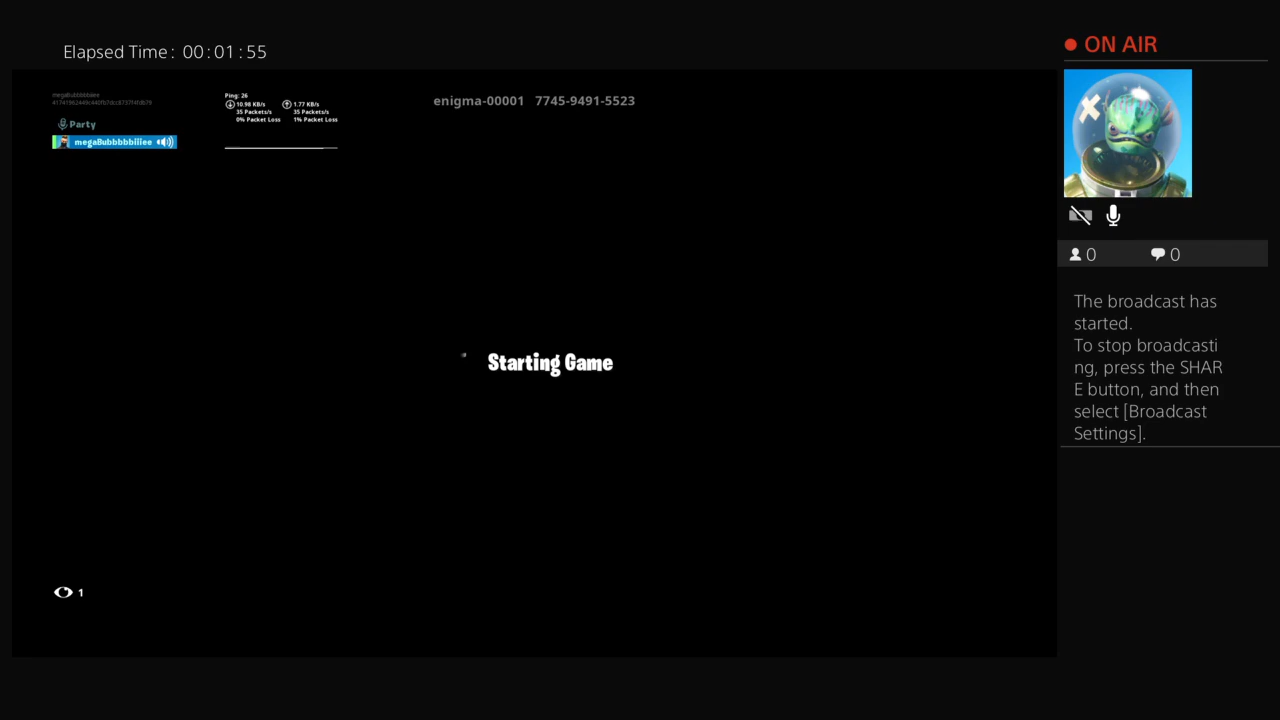 Elapsed Time: 00:01:55
ON AIR
megaBubbbbbiliee
Ping: 26
10.98 KB/s 1.77 KB/s
35 Packets/s 35 Packets/s
0% Packet Loss 1% Packet Loss
enigma-00001 7745-9491-5523
Party
megaBubbbbbiliee
0 0
The broadcast has
started.
To stop broadcasti
ng, press the SHAR
E button, and then
select [Broadcast
Settings].
Starting Game
1